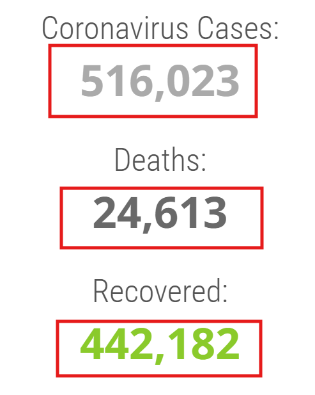 Coronavirus Cases:
516,023
Deaths:
24,613
Recovered:
442,182